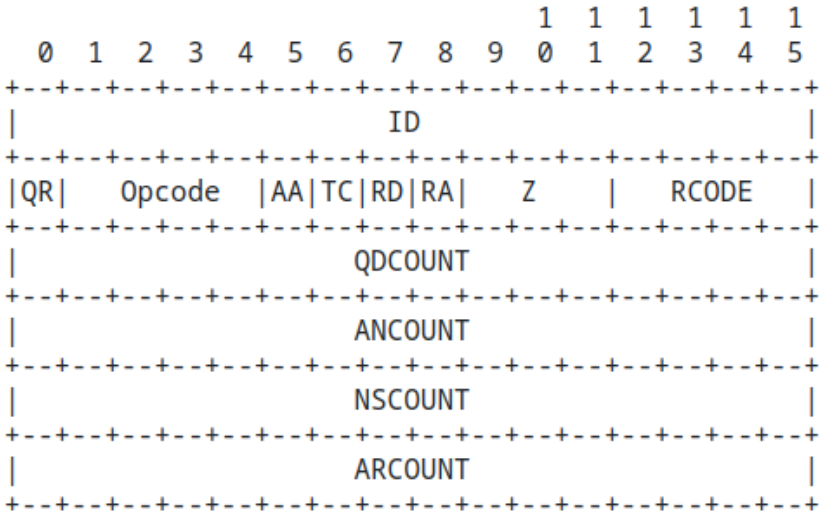 1  1  1  1  1  1
  0  1  2  3  4  5  6  7  8  9  0  1  2  3  4  5
+--+--+--+--+--+--+--+--+--+--+--+--+--+--+--+--+
|                      ID                       |
+--+--+--+--+--+--+--+--+--+--+--+--+--+--+--+--+
|QR|   Opcode  |AA|TC|RD|RA|   Z    |   RCODE   |
+--+--+--+--+--+--+--+--+--+--+--+--+--+--+--+--+
|                    QDCOUNT                    |
+--+--+--+--+--+--+--+--+--+--+--+--+--+--+--+--+
|                    ANCOUNT                    |
+--+--+--+--+--+--+--+--+--+--+--+--+--+--+--+--+
|                    NSCOUNT                    |
+--+--+--+--+--+--+--+--+--+--+--+--+--+--+--+--+
|                    ARCOUNT                    |
+--+--+--+--+--+--+--+--+--+--+--+--+--+--+--+--+